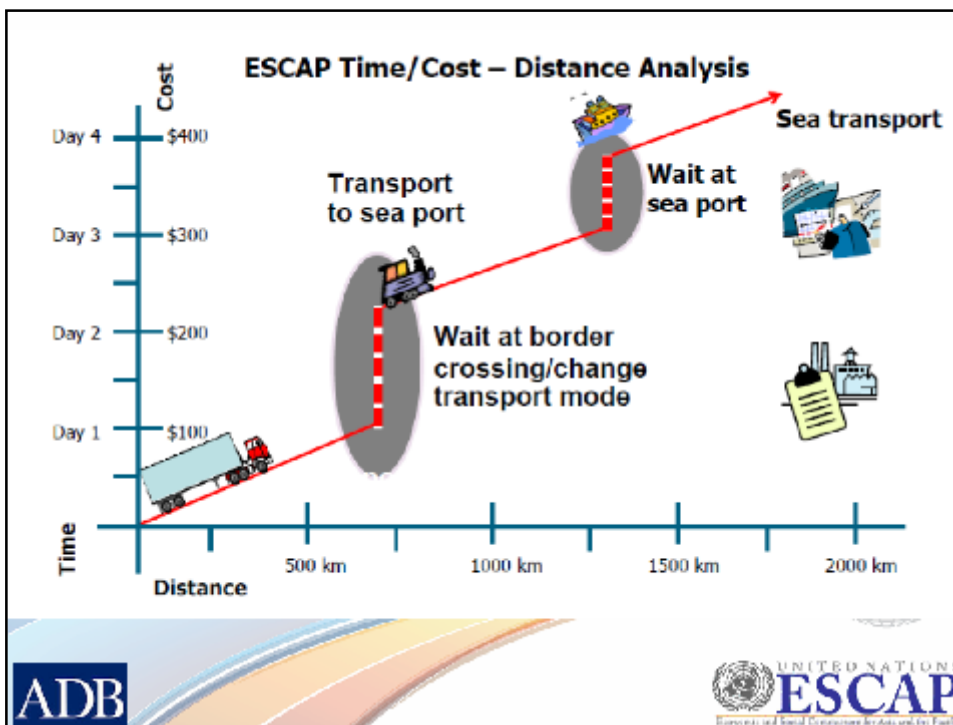 ESCAP Time/Cost – Distance Analysis
Cost
Day 4
$400
Sea transport
Transport
to sea port
Wait at
sea port
Day 3
$300
Day 2
$200
Wait at border
crossing/change
transport mode
Day 1
$100
Time
Distance
500 km
1000 km
1500 km
2000 km
ADB
UNITED NATIONS
ESCAP